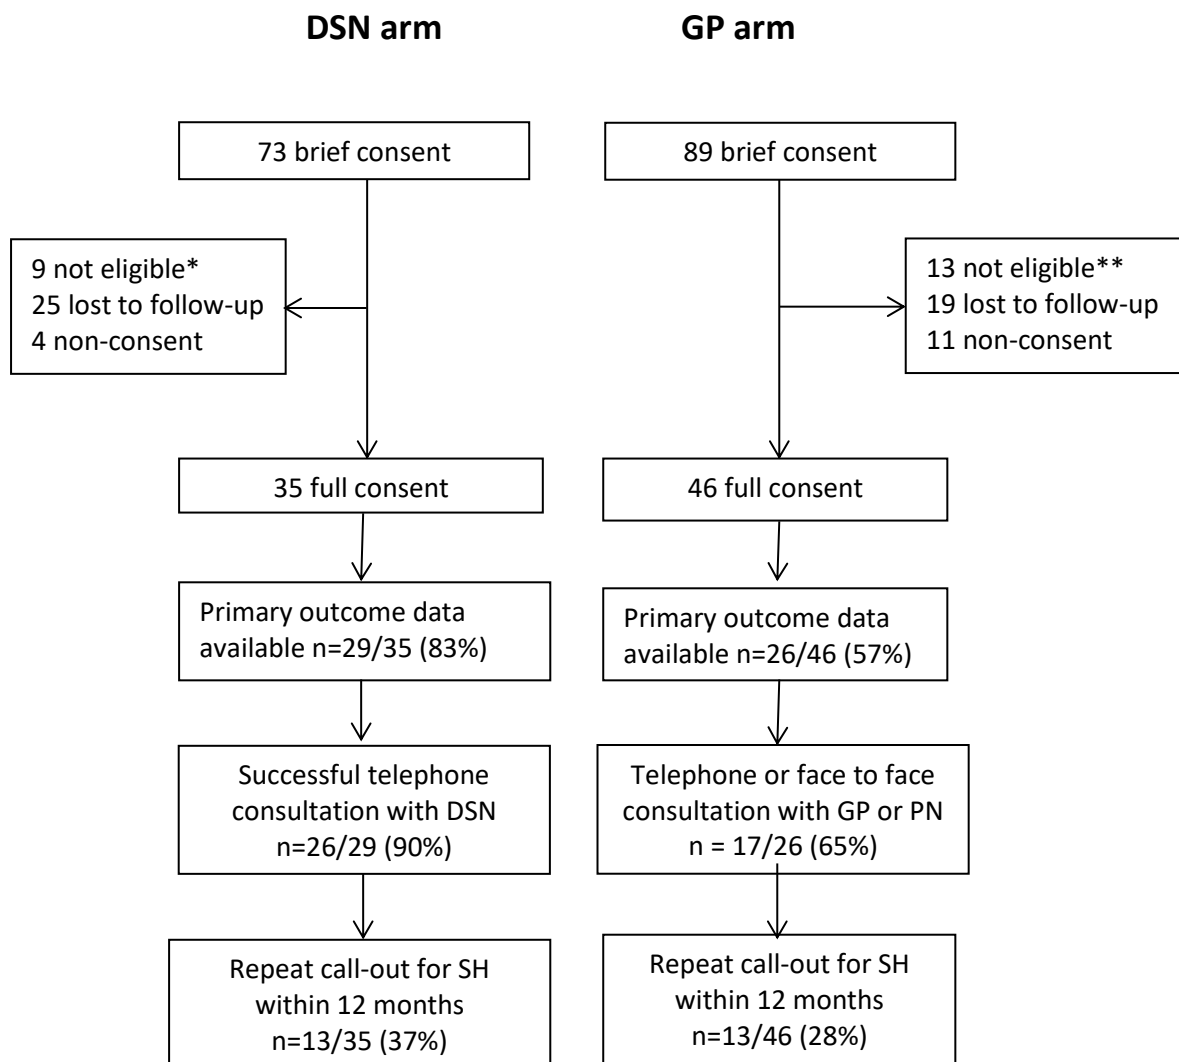 DSN arm
GP arm
73 brief consent
89 brief consent
9 not eligible*
25 lost to follow-up
4 non-consent
13 not eligible**
19 lost to follow-up
11 non-consent
35 full consent
46 full consent
Primary outcome data
available n=29/35 (83%)
Primary outcome data
available n=26/46 (57%)
Successful telephone
consultation with DSN
n=26/29 (90%)
Telephone or face to face
consultation with GP or PN
n = 17/26 (65%)
Repeat call-out for SH
within 12 months
n=13/35 (37%)
Repeat call-out for SH
within 12 months
n=13/46 (28%)